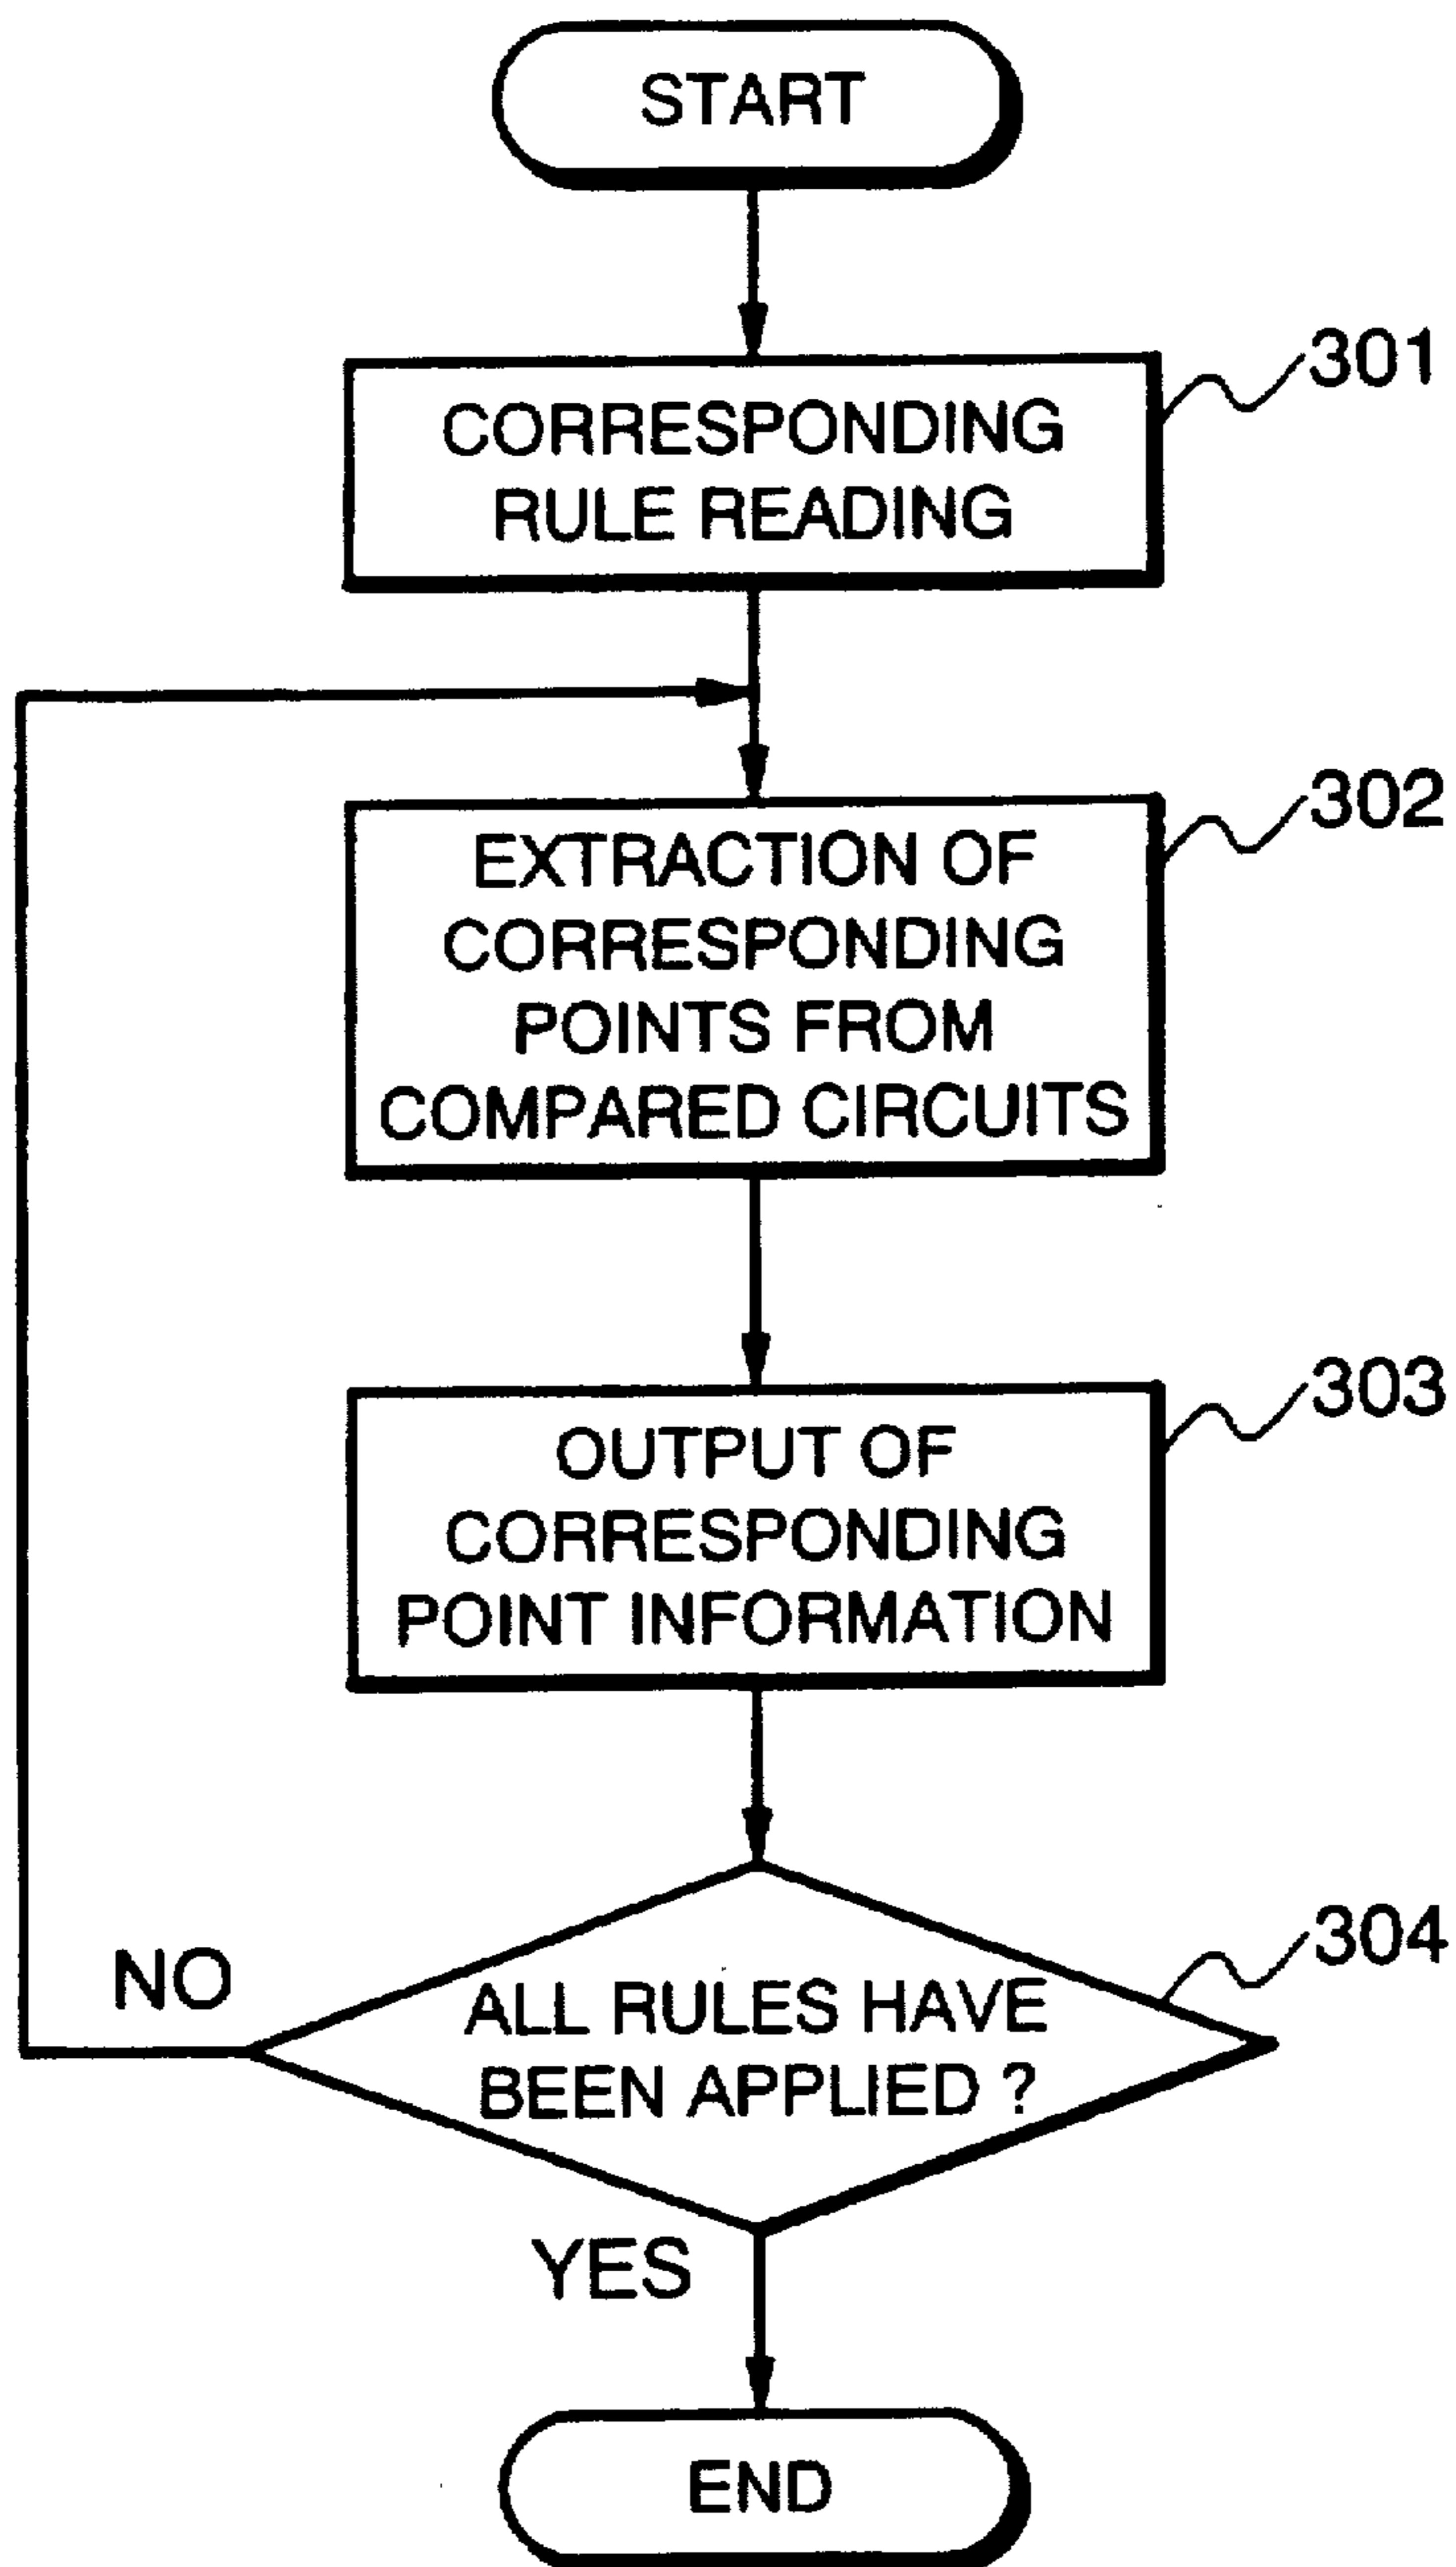 START
CORRESPONDING
RULE READING
301
EXTRACTION OF
CORRESPONDING
POINTS FROM
COMPARED CIRCUITS
302
OUTPUT OF
CORRESPONDING
POINT INFORMATION
303
ALL RULES HAVE
BEEN APPLIED ?
304
NO
YES
END